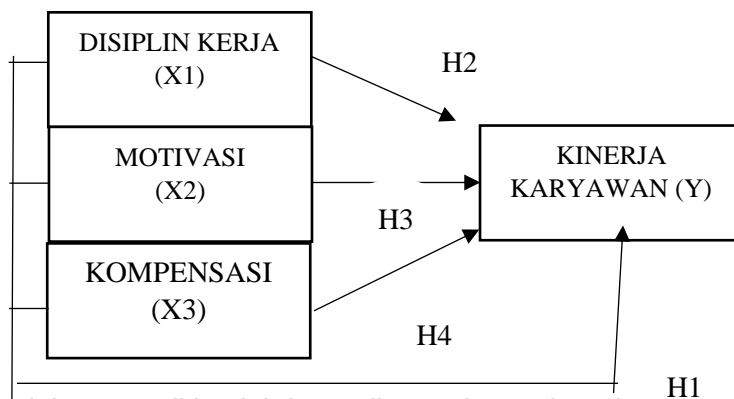 DISIPLIN KERJA
(X1)
H2
MOTIVASI
(X2)
KINERJA
KARYAWAN (Y)
H3
KOMPENSASI
(X3)
H4
H1